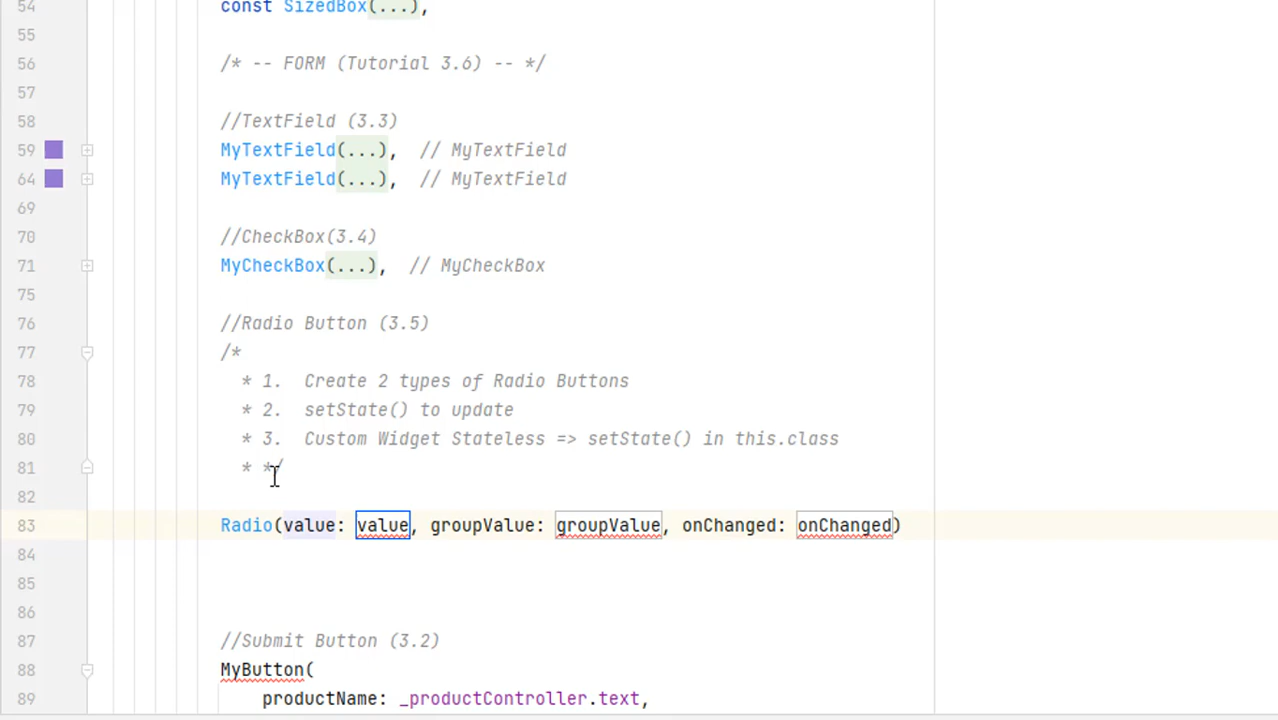 54 const SizedBox(...),
55
56 /* -- FORM (Tutorial 3.6) -- */
57
58 //TextField (3.3)
59 MyTextField(...), // MyTextField
64 MyTextField(...), // MyTextField
69
70 //CheckBox(3.4)
71 MyCheckBox(...), // MyCheckBox
75
76 //Radio Button (3.5)
77 /*
78 * 1. Create 2 types of Radio Buttons
79 * 2. setState() to update
80 * 3. Custom Widget Stateless => setState() in this.class
81 * */
82
83 Radio(value: value, groupValue: groupValue, onChanged: onChanged)
84
85
86
87 //Submit Button (3.2)
88 MyButton(
89 productName: _productController.text,